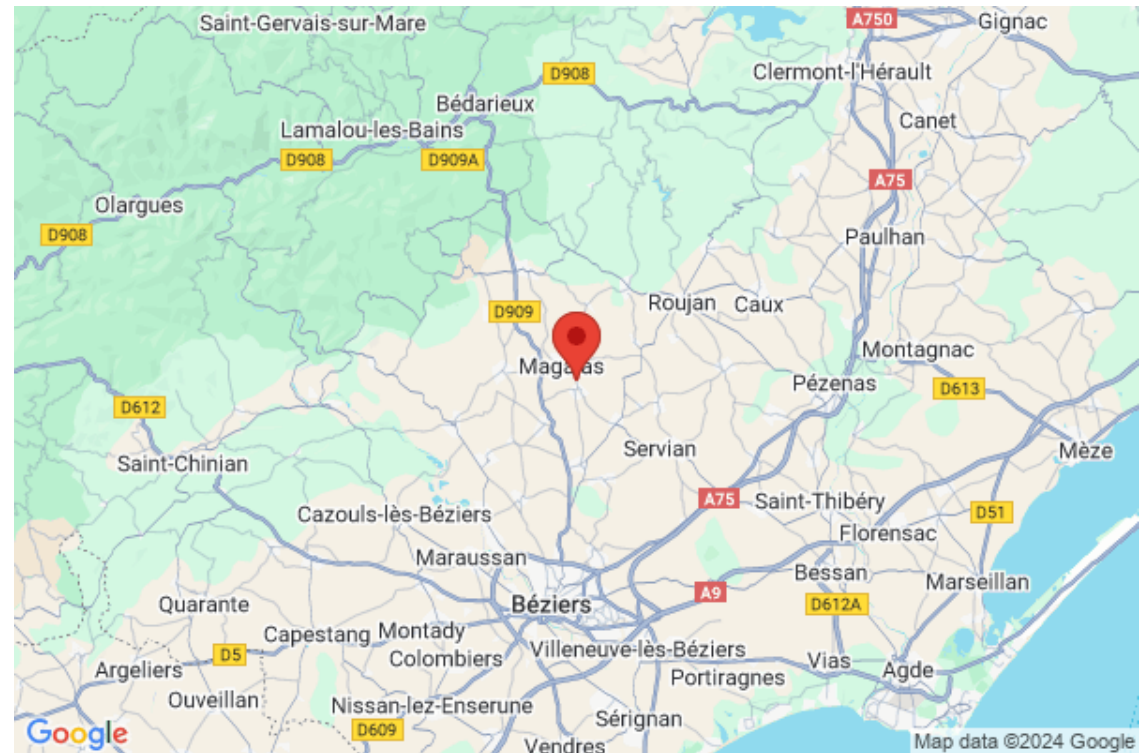 Saint-Gervais-sur-Mare
A750
Gignac
D908
Clermont-l'Hérault
Bédarieux
Canet
Lamalou-les-Bains
D908
D909A
A75
Olargues
D908
Paulhan
Roujan
Caux
D909
Magalas
Montagnac
Pézenas
D613
D612
Servian
Mèze
Saint-Chinian
A75
Saint-Thibéry
Cazouls-lès-Béziers
D51
Florensac
Maraussan
Bessan
Marseillan
A9
Quarante
Béziers
D612A
Capestang
Montady
Villeneuve-lès-Béziers
D5
Colombiers
Vias
Agde
Argeliers
Portiragnes
Ouveillan
Nissan-lez-Enserune
Sérignan
D609
Vendres
Google
Map data ©2024 Google